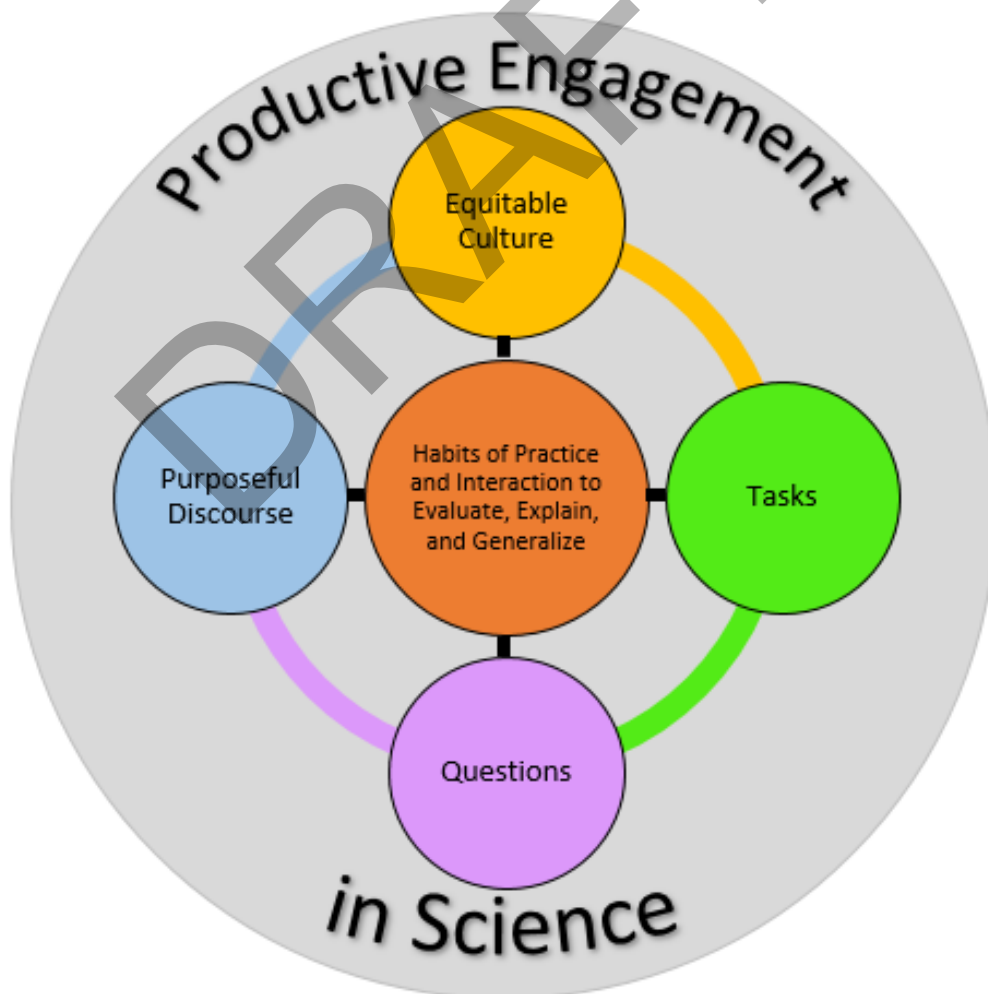 Productive Engagement
Equitable
Culture
Purposeful
Discourse
Habits of Practice
and Interaction to
Evaluate, Explain,
and Generalize
Tasks
Questions
in Science
DRAFT